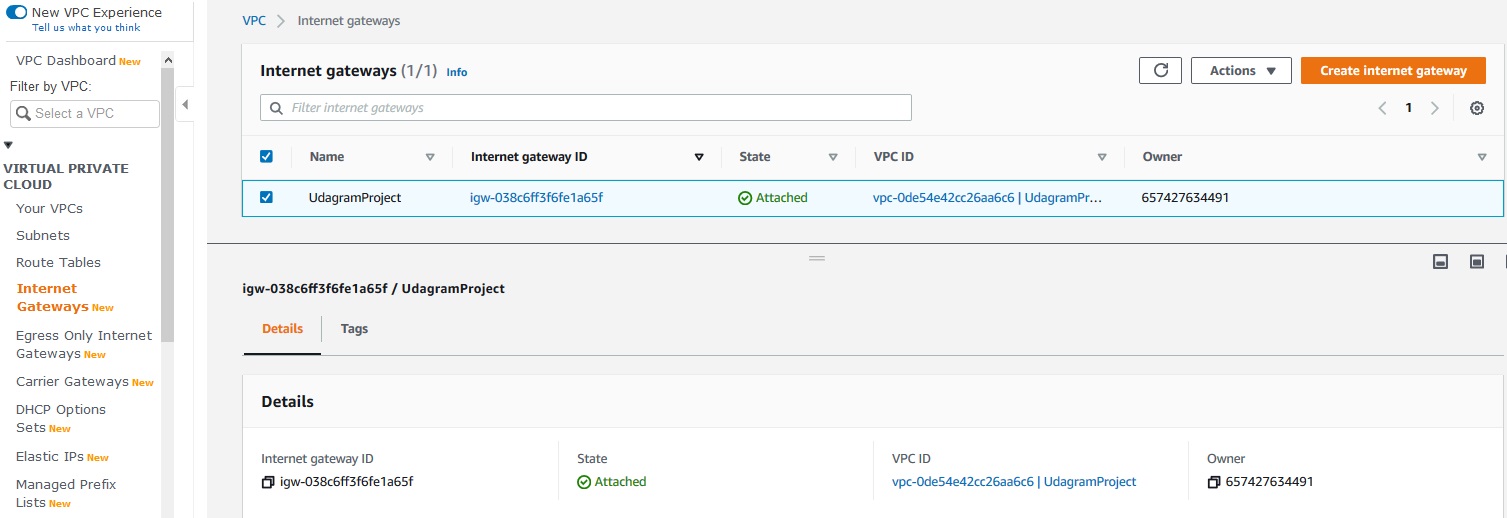 New VPC Experience
Tell us what you think
VPC Dashboard New
Filter by VPC:
Select a VPC
VIRTUAL PRIVATE
CLOUD
Your VPCs
Subnets
Route Tables
Internet
Gateways New
Egress Only Internet
Gateways New
Carrier Gateways New
DHCP Options
Sets New
Elastic IPs New
Managed Prefix
Lists New
VPC > Internet gateways
Internet gateways (1/1) Info
Actions
Create internet gateway
Filter internet gateways
1
Name Internet gateway ID State VPC ID Owner
UdagramProject igw-038c6ff3f6fe1a65f Attached vpc-0de54e42cc26aa6c6 | UdagramPr... 657427634491
igw-038c6ff3f6fe1a65f / UdagramProject
Details Tags
Details
Internet gateway ID State VPC ID Owner
igw-038c6ff3f6fe1a65f Attached vpc-0de54e42cc26aa6c6 | UdagramProject 657427634491